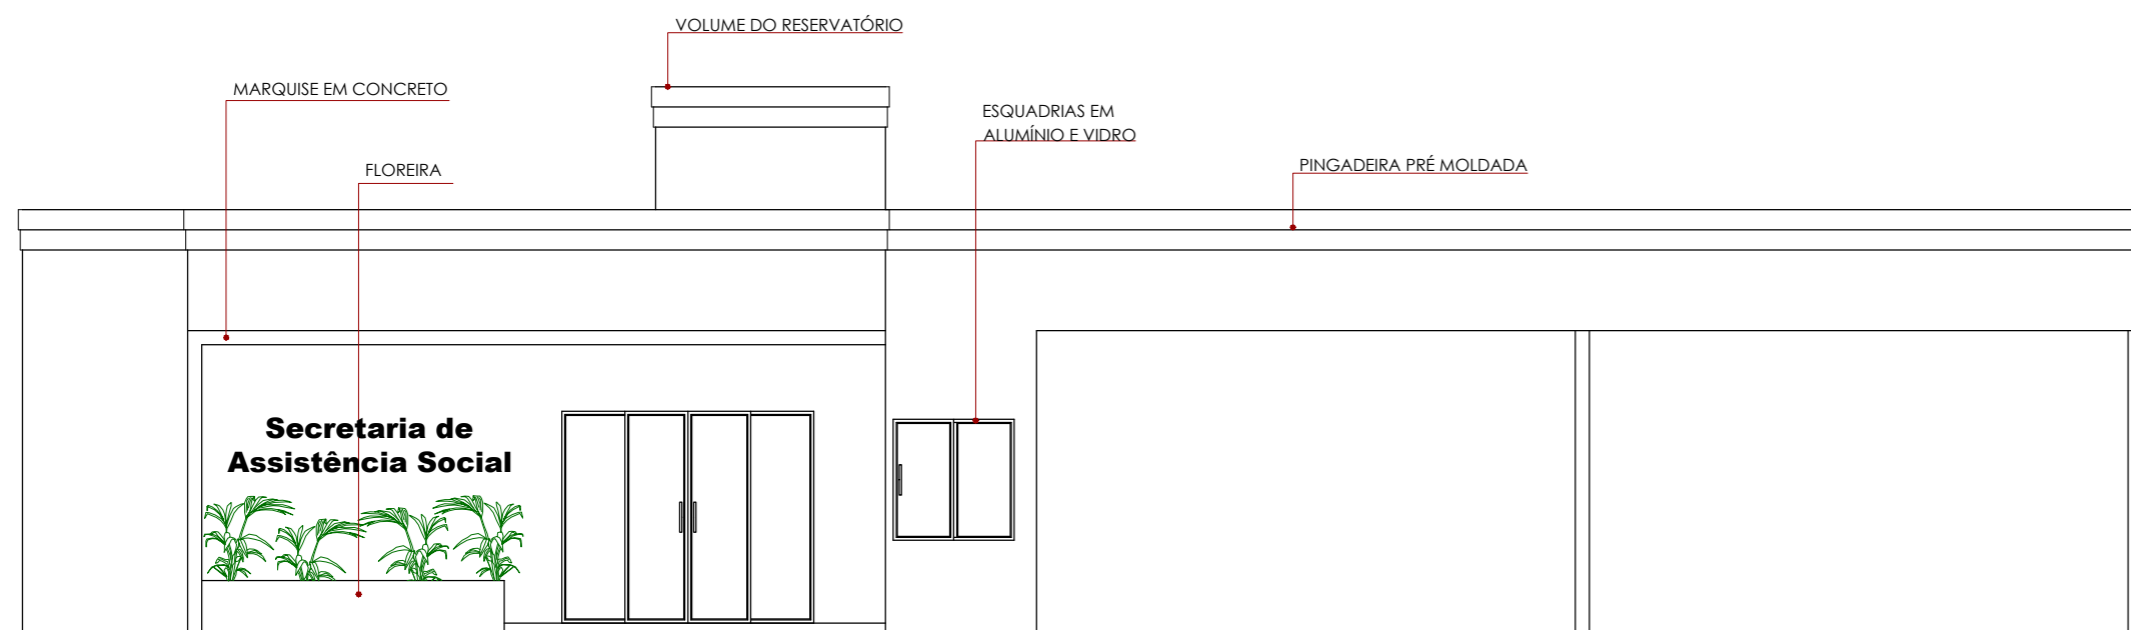 VOLUME DO RESERVATÓRIO
MARQUISE EM CONCRETO
ESQUADRIAS EM
ALUMÍNIO E VIDRO
FLOREIRA
PINGADEIRA PRÉ MOLDADA
Secretaria de
Assistência Social